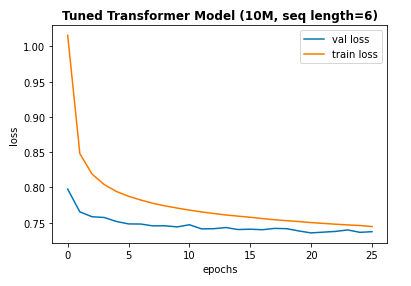 Tuned Transformer Model (10M, seq length=6)
val loss
train loss
loss
1.00
0.95
0.90
0.85
0.80
0.75
0 5 10 15 20 25
epochs